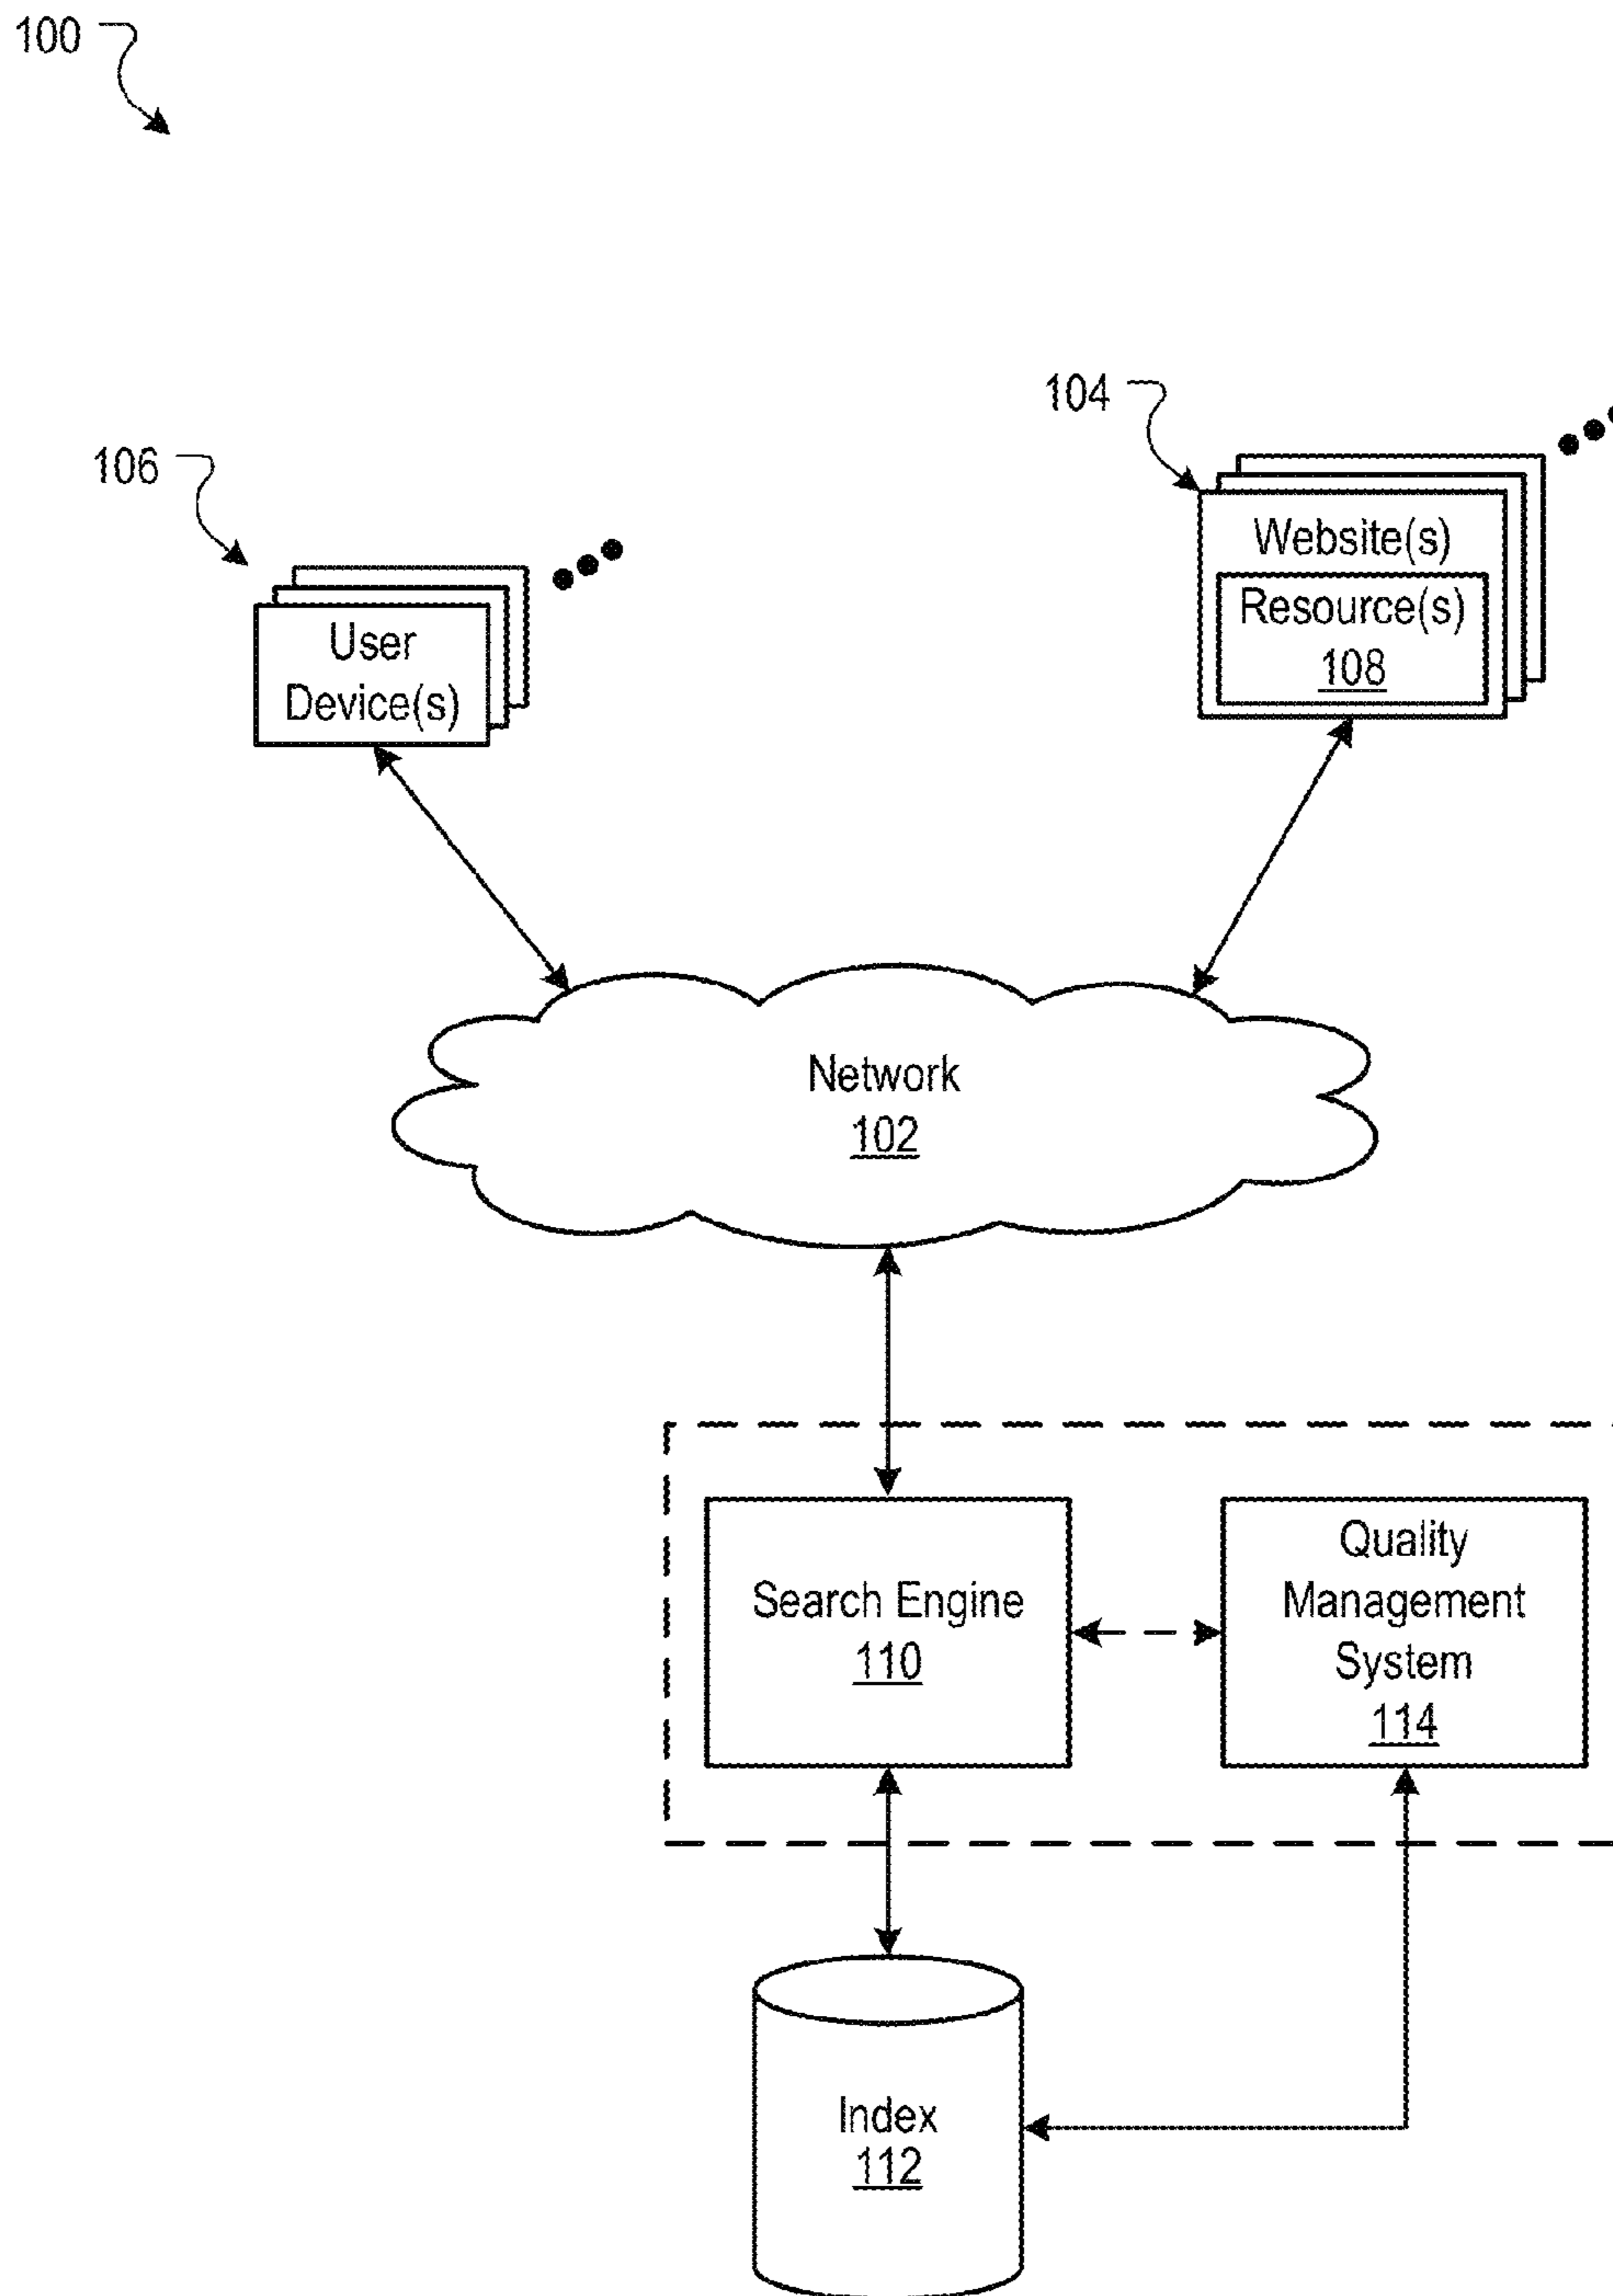 100
104
106
Website(s)
Resource(s)
108
User
Device(s)
Network
102
Search Engine
110
Quality
Management
System
114
Index
112